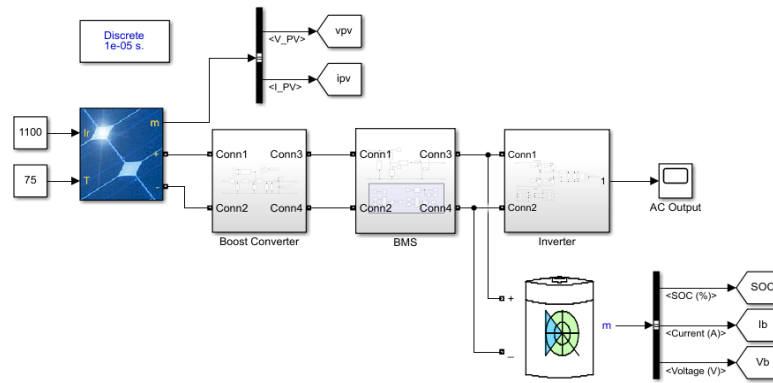 Discrete
1e-05 s.
<V_PV>
vpv
<I_PV>
ipv
1100
Ir
m
+
75
T
-
Conn1
Conn3
Conn2
Conn4
Boost Converter
Conn1
Conn3
Conn2
Conn4
BMS
Conn1
Conn2
1
Inverter
AC Output
+
_
m
<SOC (%)>
SOC
<Current (A)>
Ib
<Voltage (V)>
Vb